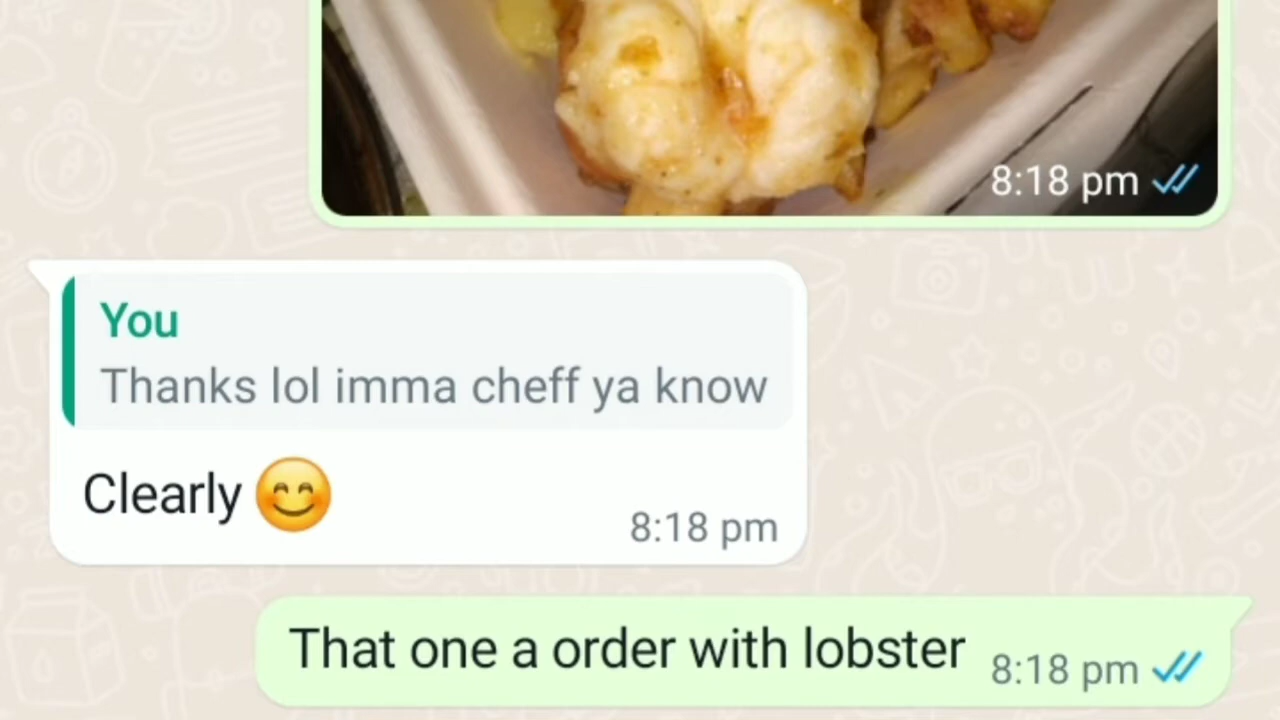 8:18 pm
You
Thanks lol imma cheff ya know
Clearly 😊
8:18 pm
That one a order with lobster 8:18 pm